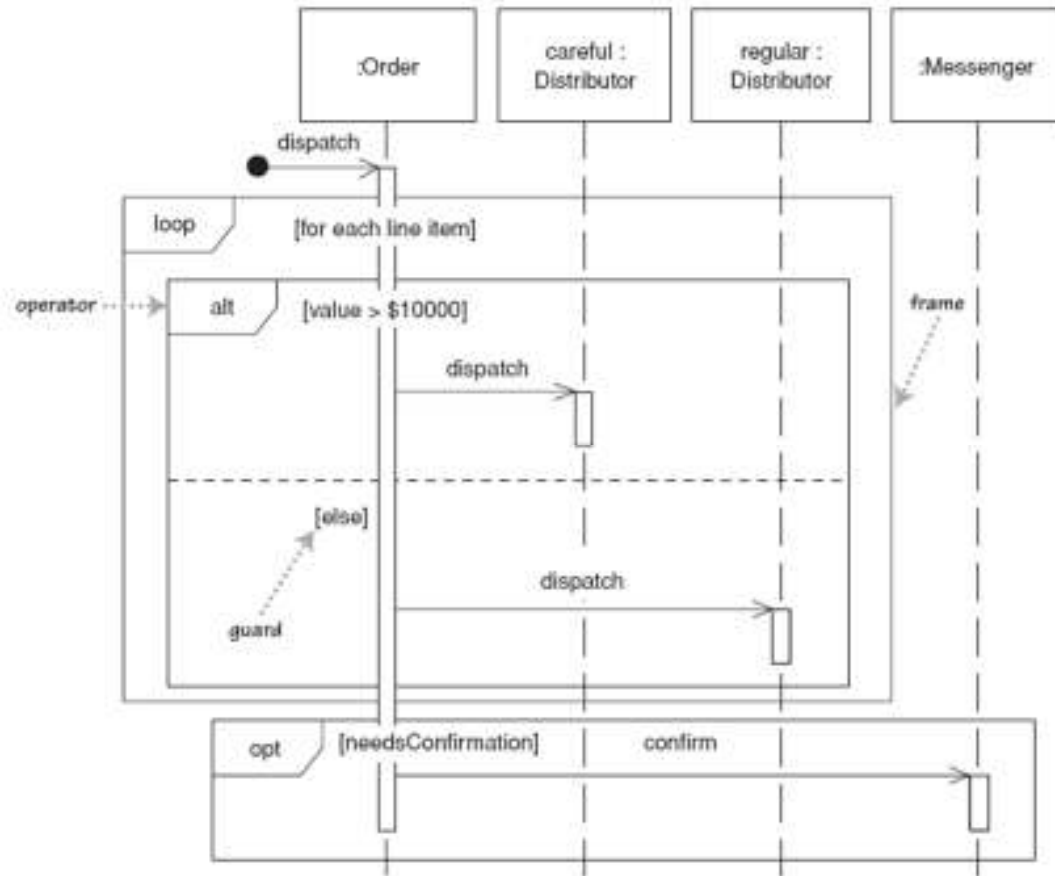 :Order
careful :
Distributor
regular :
Distributor
:Messenger
dispatch
loop
[for each line item]
operator
alt
[value > $10000]
frame
dispatch
[else]
dispatch
guard
opt
[needsConfirmation]
confirm